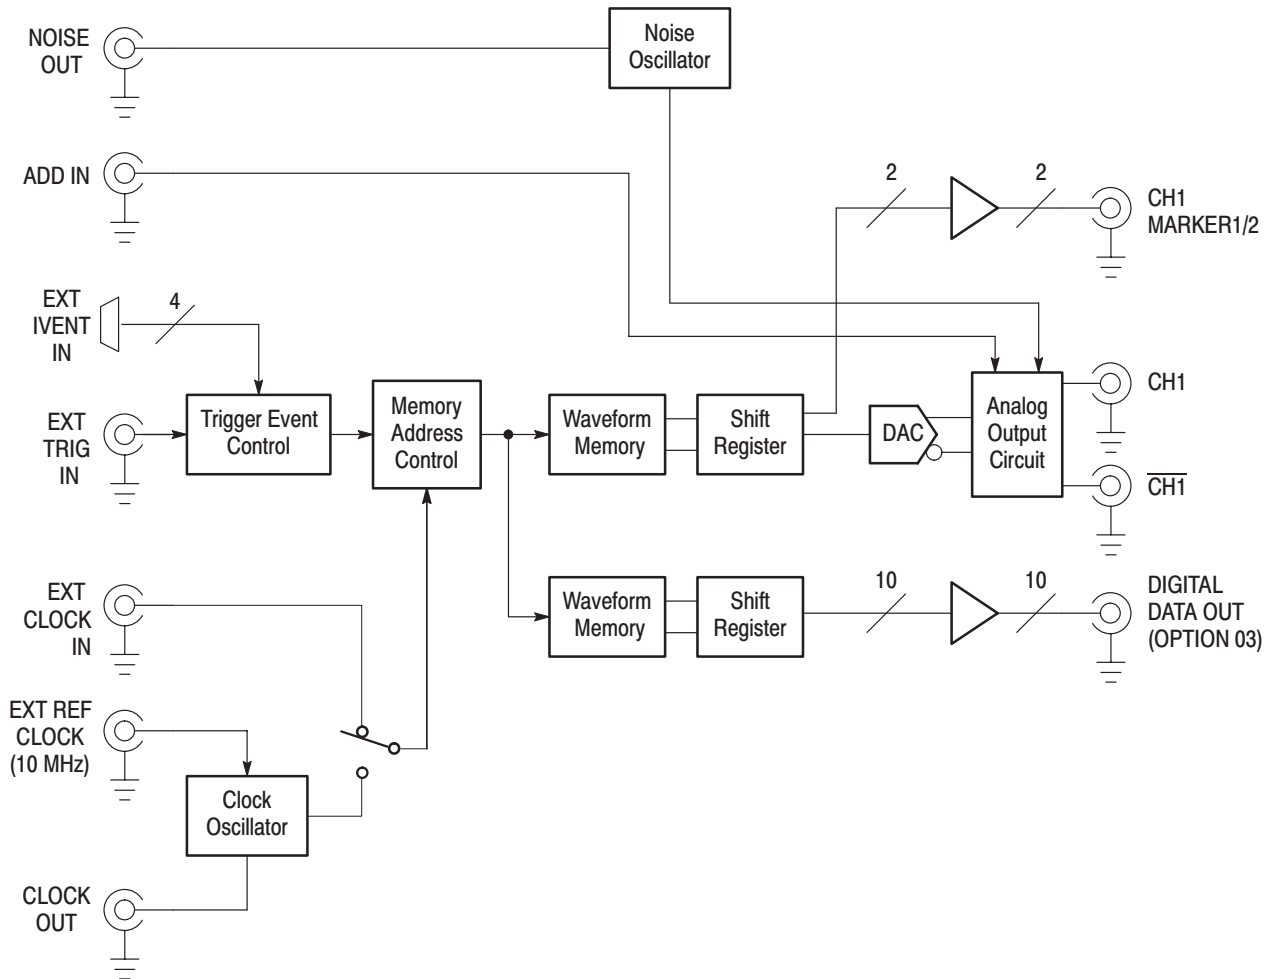 NOISE
OUT
Noise
Oscillator
ADD IN
2
2
CH1
MARKER1/2
EXT
IVENT
IN
4
EXT
TRIG
IN
Trigger Event
Control
Memory
Address
Control
Waveform
Memory
Shift
Register
DAC
Analog
Output
Circuit
CH1
CH1
EXT
CLOCK
IN
Waveform
Memory
Shift
Register
10
10
DIGITAL
DATA OUT
(OPTION 03)
EXT REF
CLOCK
(10 MHz)
Clock
Oscillator
CLOCK
OUT